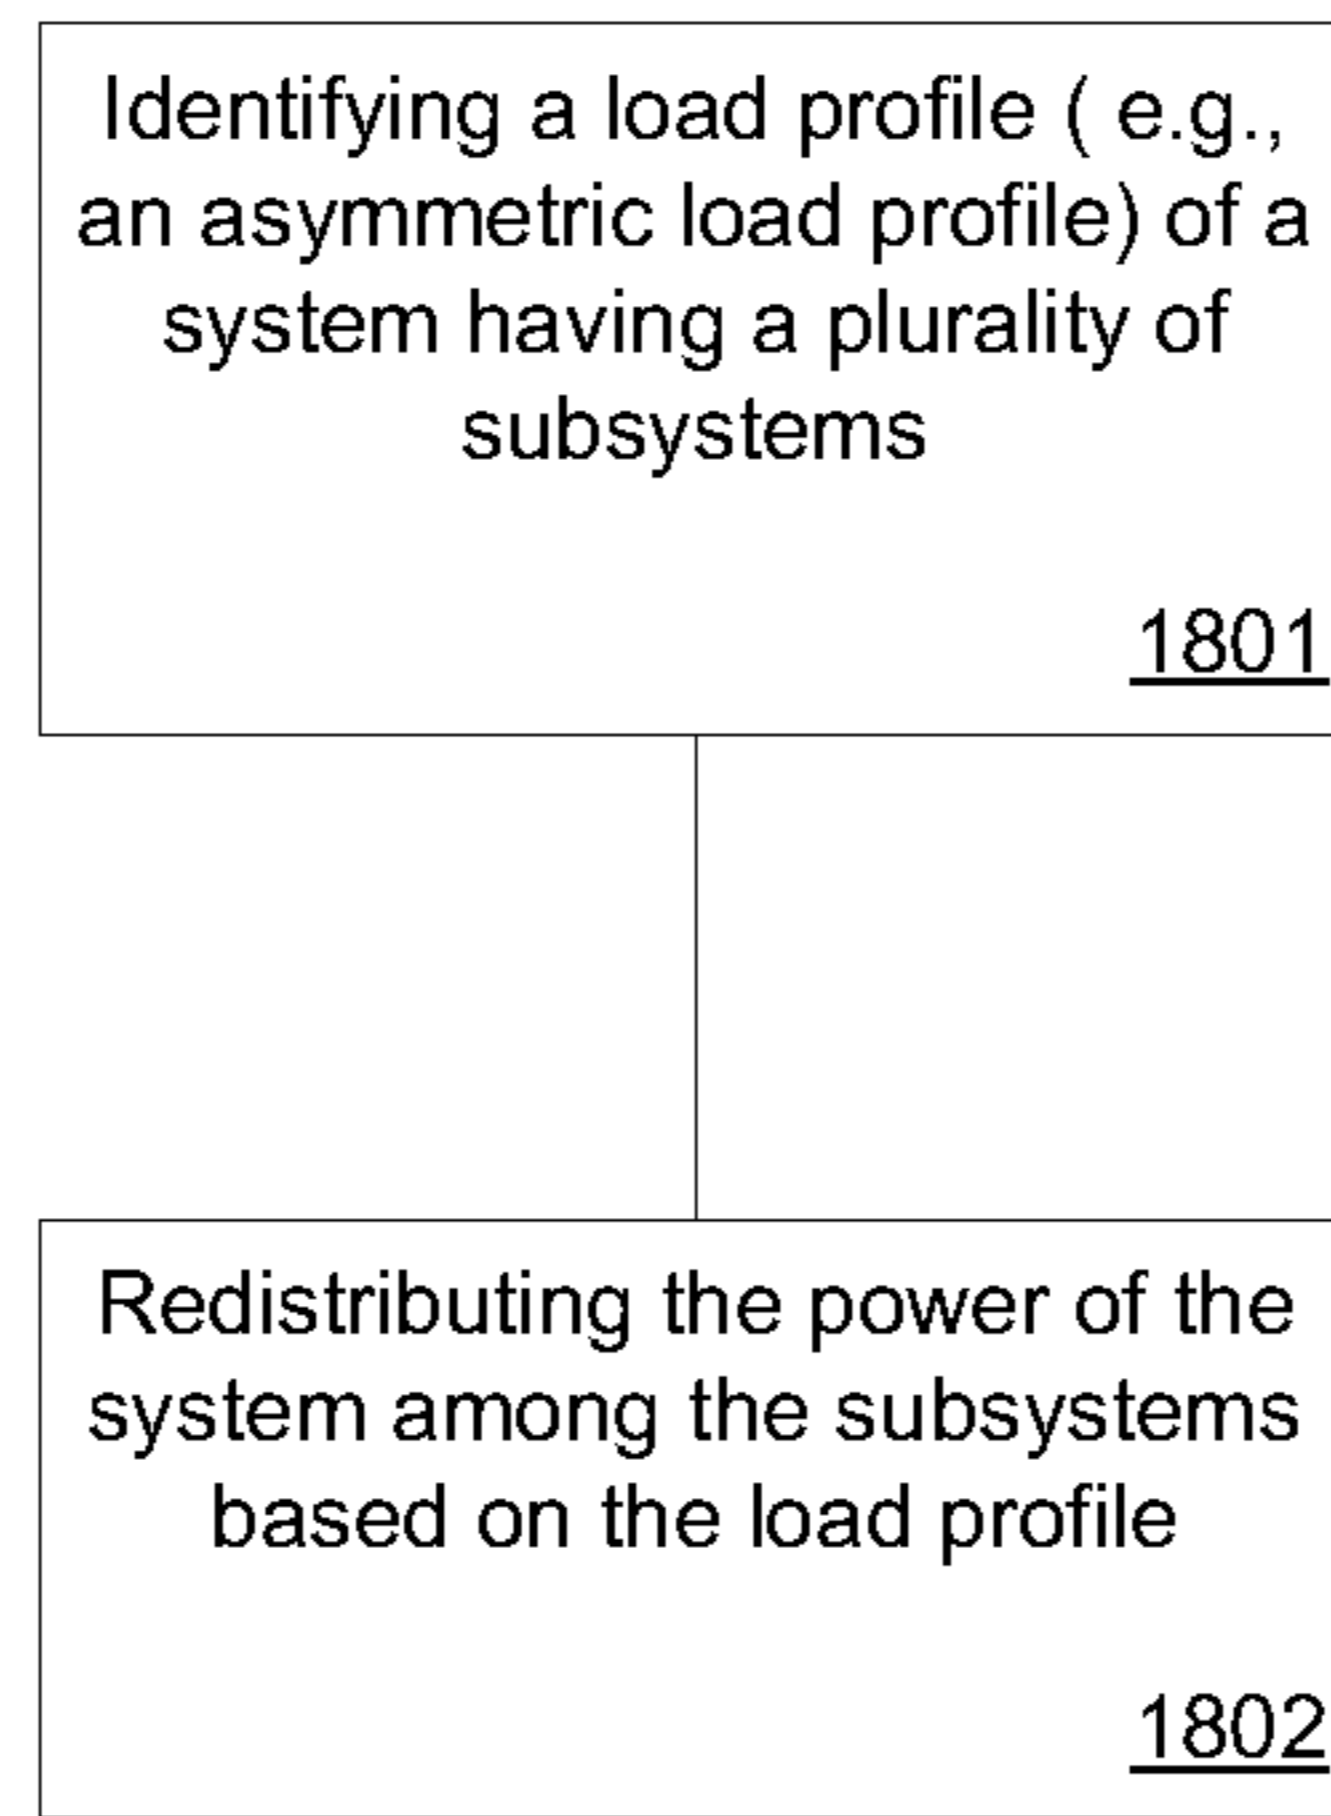 Identifying a load profile ( e.g.,
an asymmetric load profile) of a
system having a plurality of
subsystems
1801
Redistributing the power of the
system among the subsystems
based on the load profile
1802